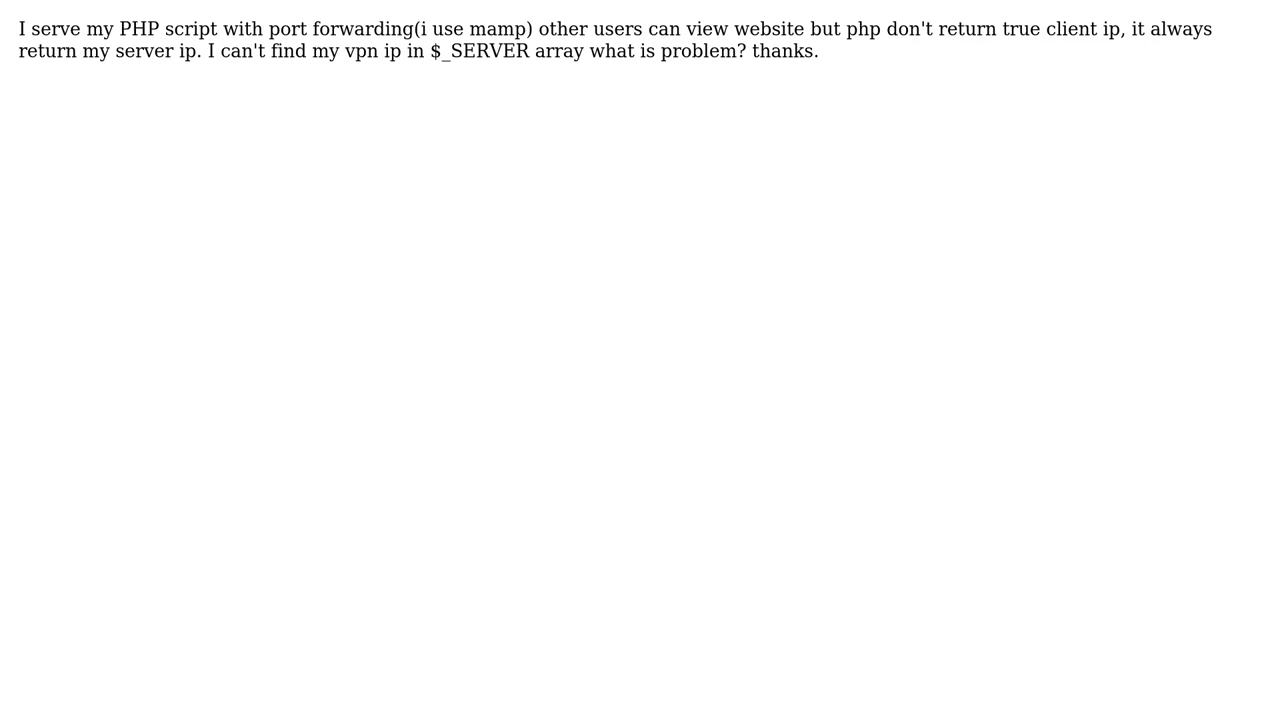 I serve my PHP script with port forwarding(i use mamp) other users can view website but php don't return true client ip, it always
return my server ip. I can't find my vpn ip in $_SERVER array what is problem? thanks.